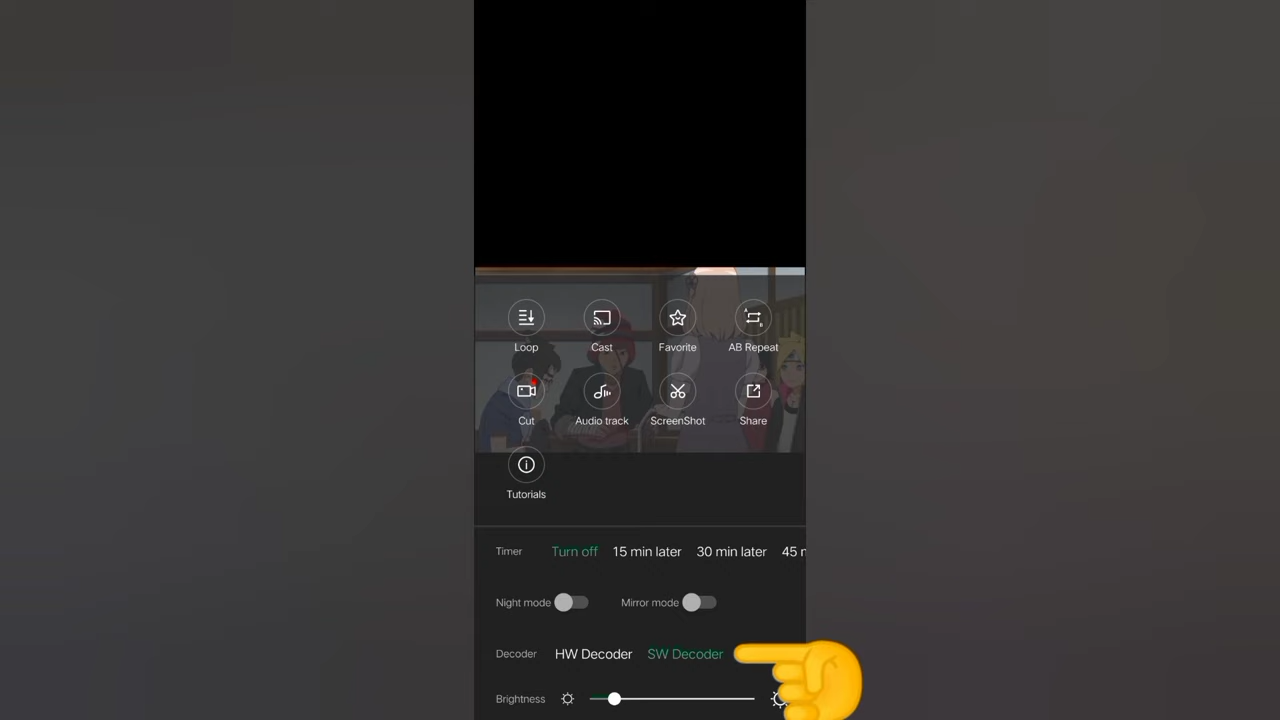 Loop Cast Favorite AB Repeat
Cut Audio track ScreenShot Share
Tutorials
Timer Turn off 15 min later 30 min later 45 m
Night mode Mirror mode
Decoder HW Decoder SW Decoder
Brightness